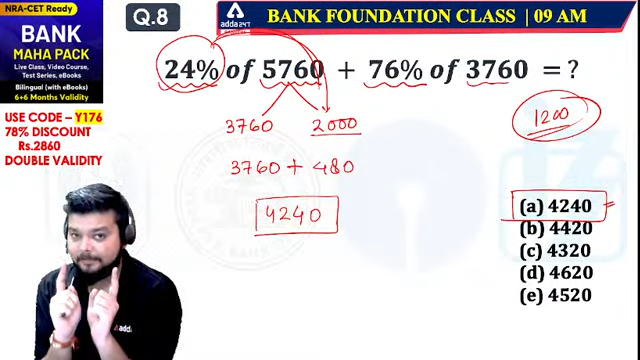 NRA-CET Ready
BANK
MAHA PACK
Live Class, Video Course,
Test Series, eBooks
Bilingual (with eBooks)
6+6 Months Validity
USE CODE – Y176
78% DISCOUNT
Rs.2860
DOUBLE VALIDITY
Q.8
adda247
BANK FOUNDATION CLASS | 09 AM
24% of 5760 + 76% of 3760 = ?
3760 2000
1200
3760 + 480
4240
(a) 4240
(b) 4420
(c) 4320
(d) 4620
(e) 4520
adda